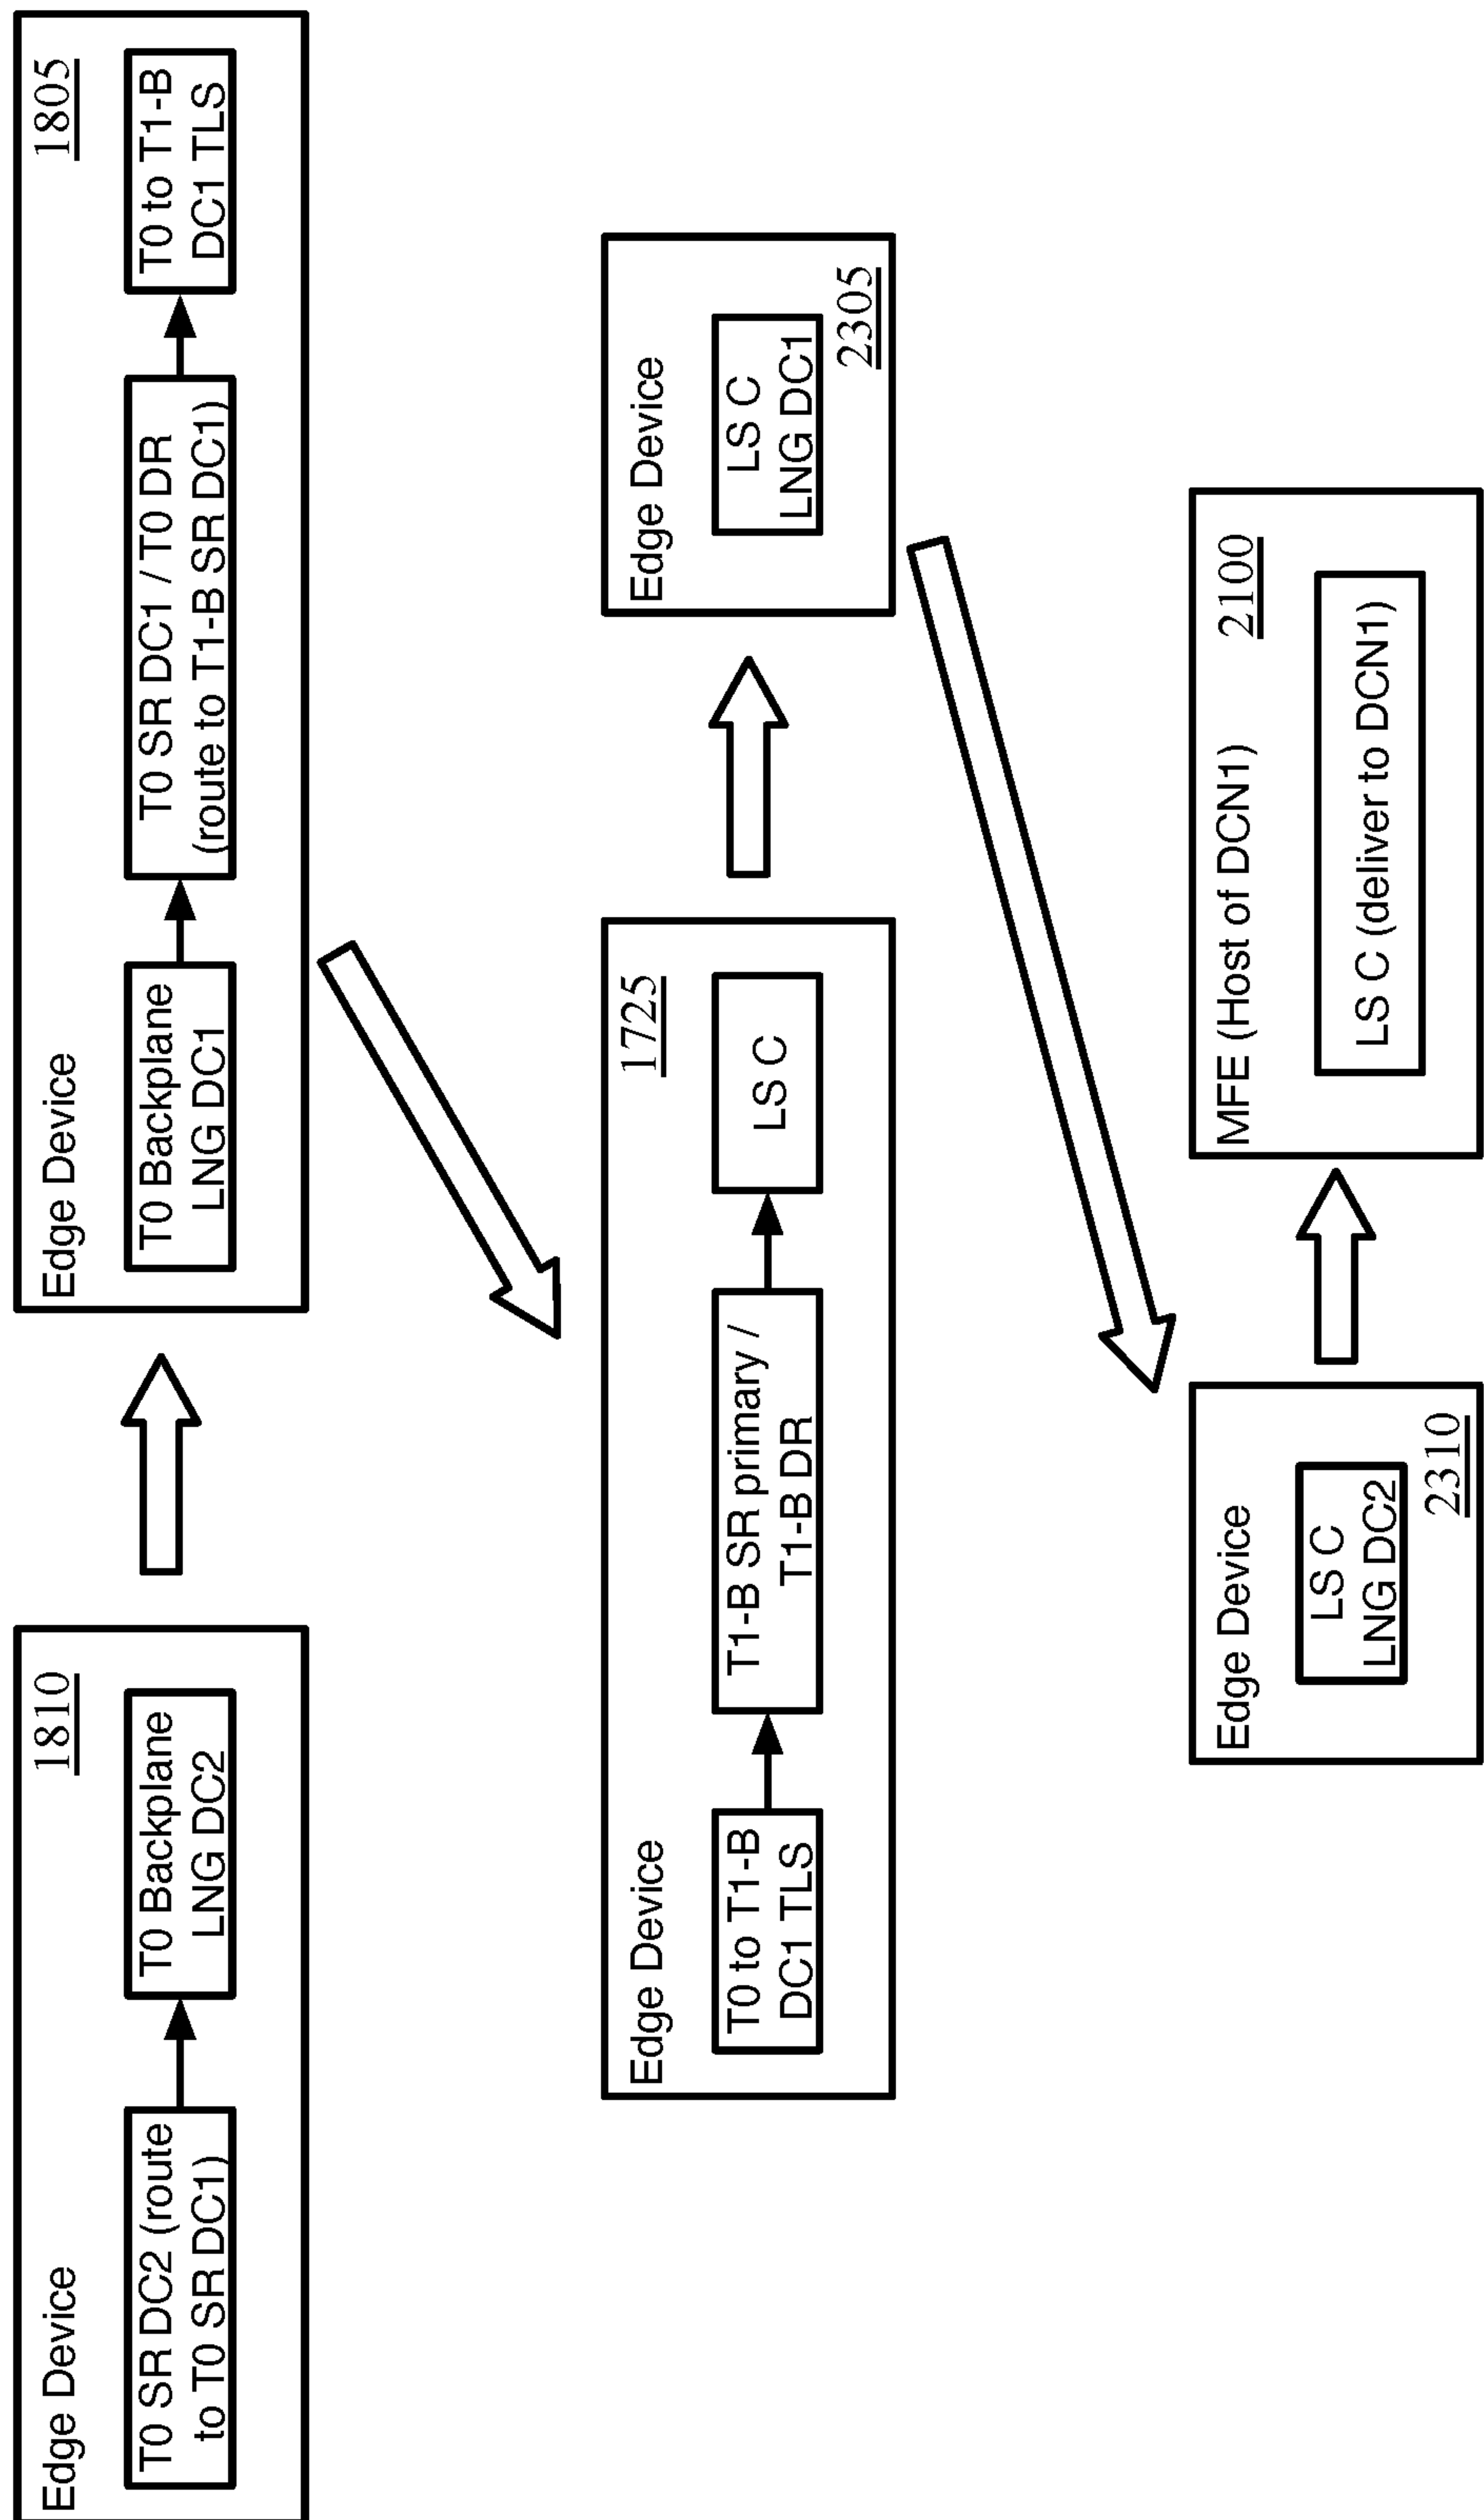 Edge Device
1810
T0 SR DC2 (route
to T0 SR DC1)
T0 Backplane
LNG DC2
Edge Device
1805
T0 Backplane
LNG DC1
T0 SR DC1 / T0 DR
(route to T1-B SR DC1)
T0 to T1-B
DC1 TLS
Edge Device
1725
T0 to T1-B
DC1 TLS
T1-B SR primary /
T1-B DR
LS C
Edge Device
LS C
LNG DC1
2305
Edge Device
LS C
LNG DC2
2310
MFE (Host of DCN1)
2100
LS C (deliver to DCN1)